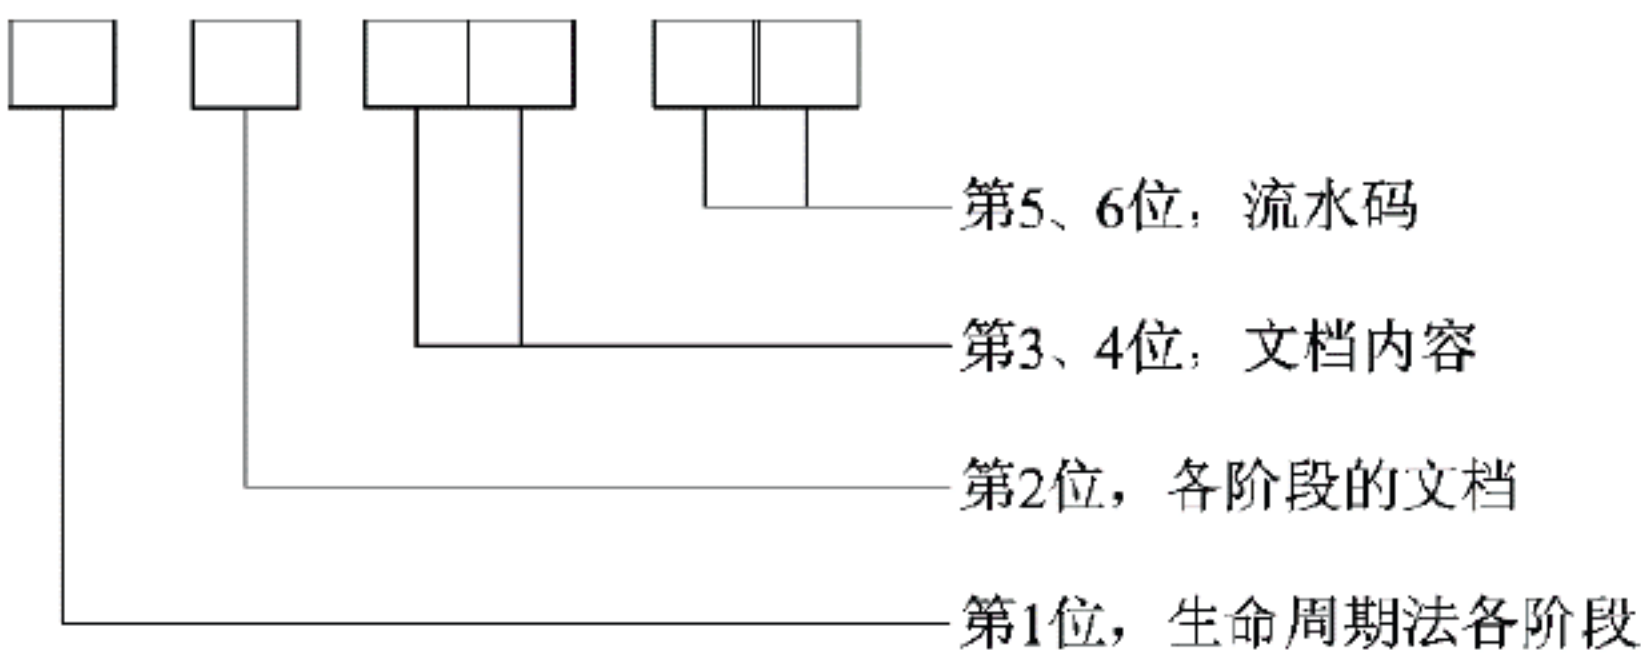 第5、6位，流水码
第3、4位，文档内容
第2位，各阶段的文档
第1位，生命周期法各阶段